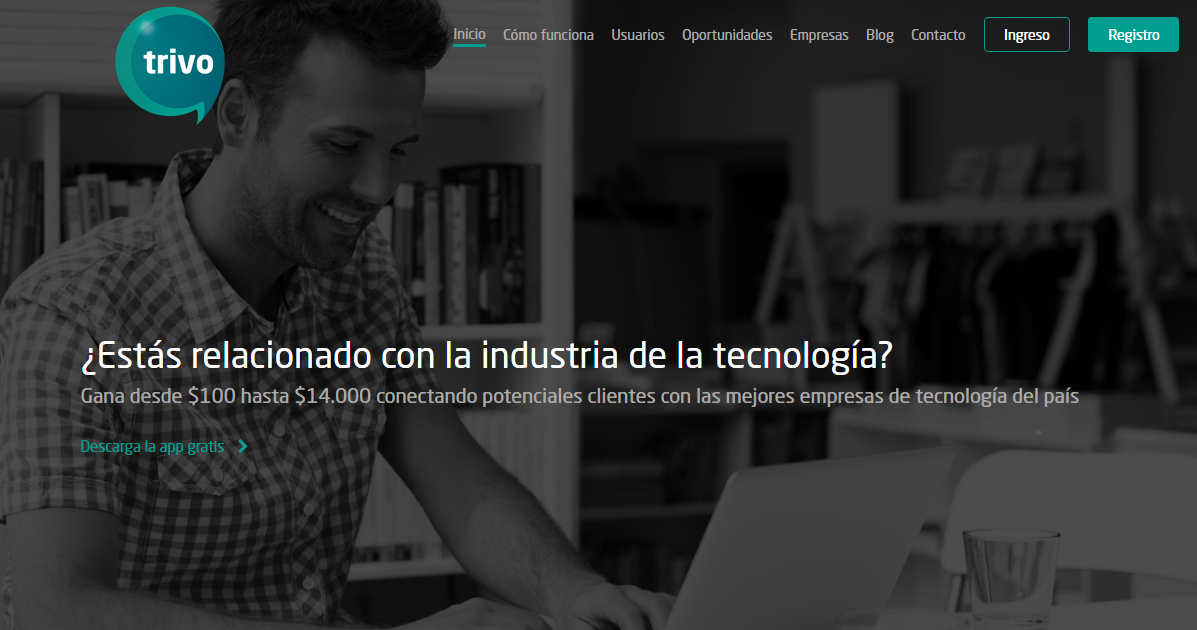 trivo
Inicio Cómo funciona Usuarios Oportunidades Empresas Blog Contacto Ingreso Registro
¿Estás relacionado con la industria de la tecnología?
Gana desde $100 hasta $14.000 conectando potenciales clientes con las mejores empresas de tecnología del país
Descarga la app gratis